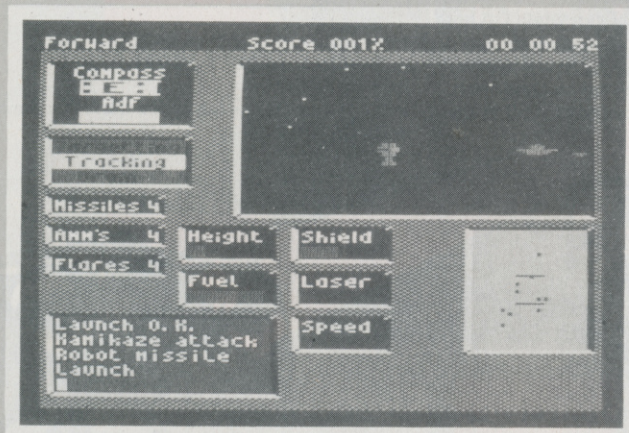 Forward Score 001% 00 00 52
Compass
E
Adf
Tracking
Missiles 4
AMM's 4
Flares 4
Height Shield
Fuel Laser
Speed
Launch O.K.
Kamikaze attack
Robot Missile
Launch